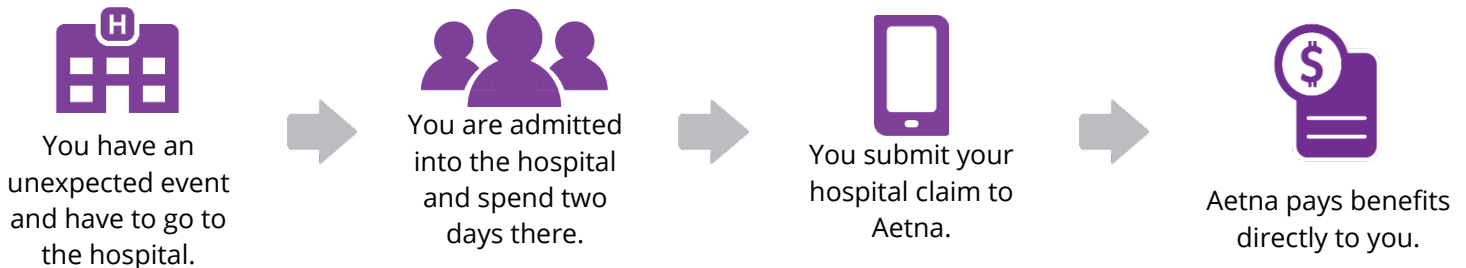 H
You have an
unexpected event
and have to go to
the hospital.
You are admitted
into the hospital
and spend two
days there.
You submit your
hospital claim to
Aetna.
$
Aetna pays benefits
directly to you.